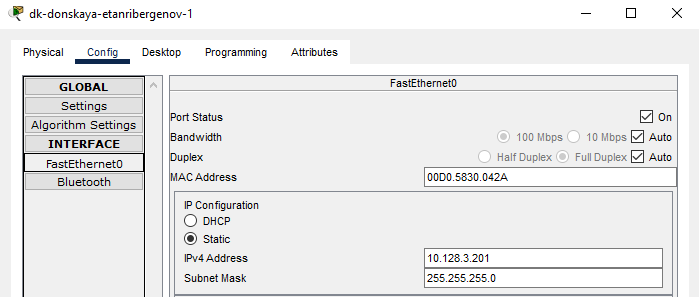 dk-donskaya-etanribergenov-1
Physical Config Desktop Programming Attributes
GLOBAL
Settings
Algorithm Settings
INTERFACE
FastEthernet0
Bluetooth
FastEthernet0
Port Status On
Bandwidth 100 Mbps 10 Mbps Auto
Duplex Half Duplex Full Duplex Auto
MAC Address 00D0.5830.042A
IP Configuration
DHCP
Static
IPv4 Address 10.128.3.201
Subnet Mask 255.255.255.0